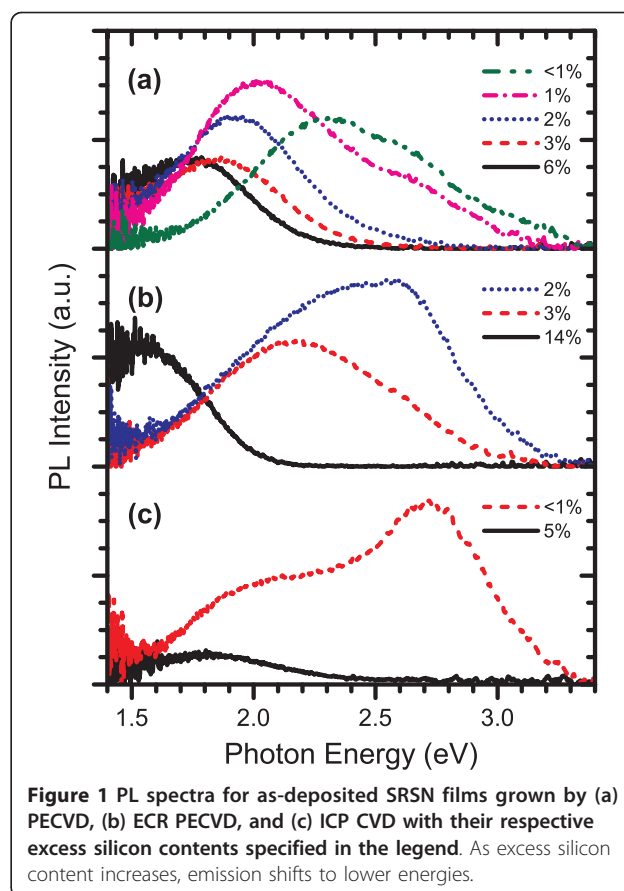 (a)
<1%
1%
2%
3%
6%
(b)
2%
3%
14%
(c)
<1%
5%
PL Intensity (a.u.)
1.5 2.0 2.5 3.0
Photon Energy (eV)
Figure 1 PL spectra for as-deposited SRSN films grown by (a)
PECVD, (b) ECR PECVD, and (c) ICP CVD with their respective
excess silicon contents specified in the legend. As excess silicon
content increases, emission shifts to lower energies.